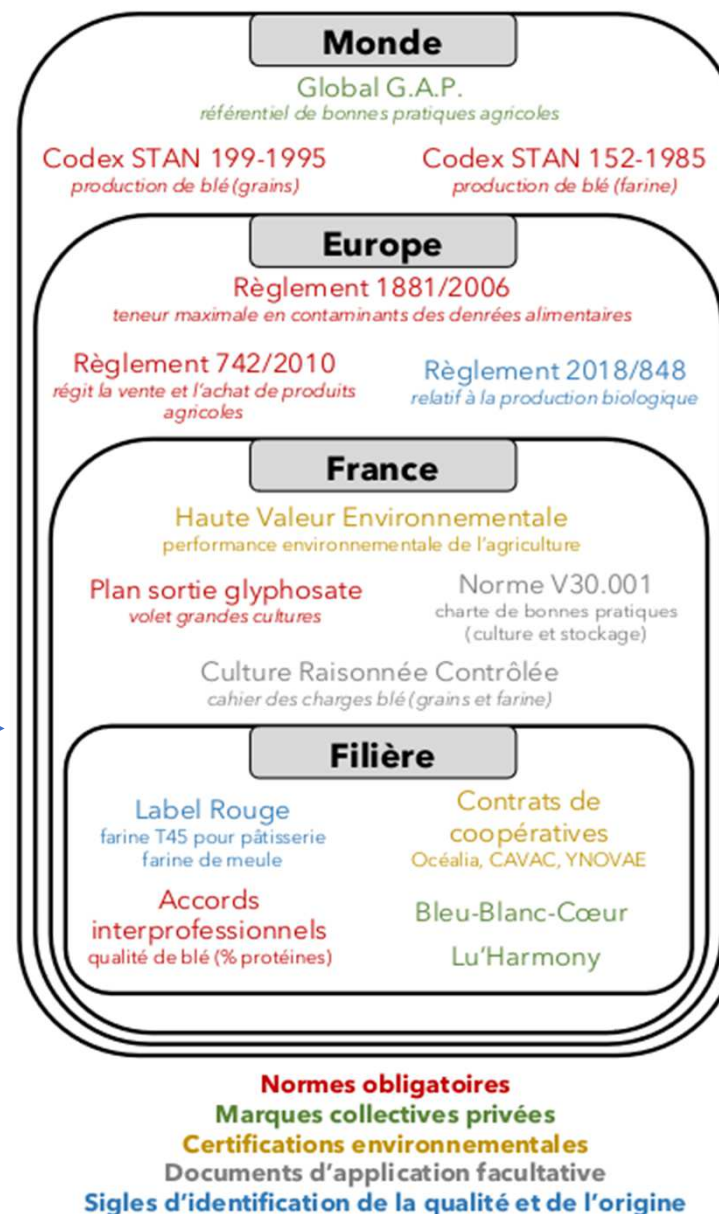 Monde
Global G.A.P.
référentiel de bonnes pratiques agricoles
Codex STAN 199-1995
production de blé (grains)
Codex STAN 152-1985
production de blé (farine)
Europe
Règlement 1881/2006
teneur maximale en contaminants des denrées alimentaires
Règlement 742/2010
régit la vente et l'achat de produits
agricoles
Règlement 2018/848
relatif à la production biologique
France
Haute Valeur Environnementale
performance environnementale de l'agriculture
Plan sortie glyphosate
volet grandes cultures
Norme V30.001
charte de bonnes pratiques
(culture et stockage)
Culture Raisonnée Contrôlée
cahier des charges blé (grains et farine)
Filière
Label Rouge
farine T45 pour pâtisserie
farine de meule
Contrats de
coopératives
Océalia, CAVAC, YNOVAE
Accords
interprofessionnels
qualité de blé (% protéines)
Bleu-Blanc-Cœur
Lu'Harmony
Normes obligatoires
Marques collectives privées
Certifications environnementales
Documents d'application facultative
Sigles d'identification de la qualité et de l'origine